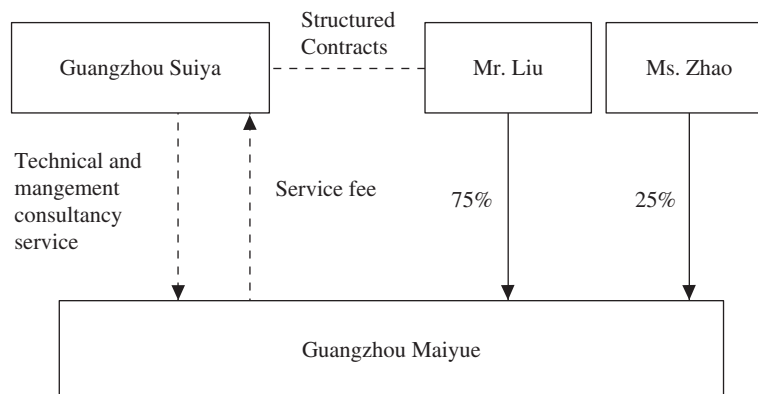 Structured
Contracts
Guangzhou Suiya
Mr. Liu
Ms. Zhao
Technical and
mangement
consultancy
service
Service fee
75%
25%
Guangzhou Maiyue